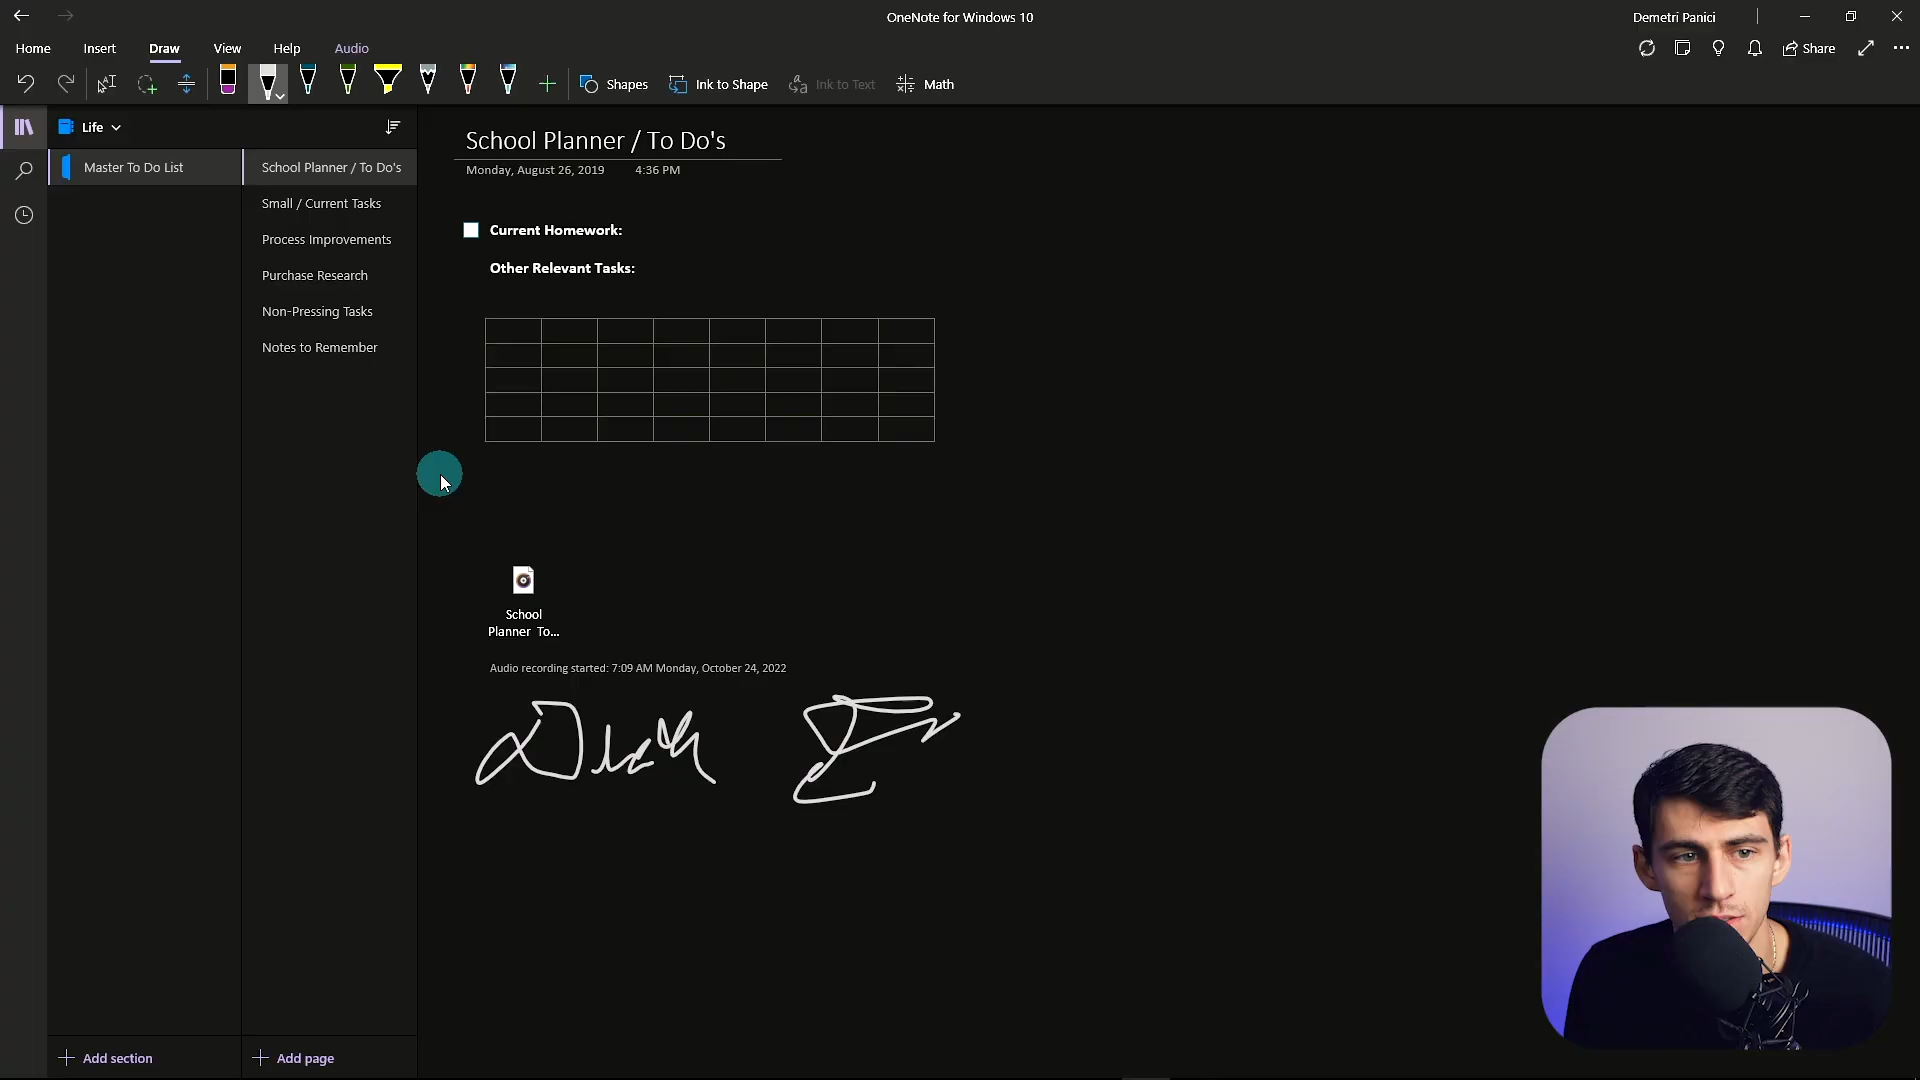 OneNote for Windows 10
Demetri Panici
Home Insert Draw View Help Audio
Share
Shapes
Ink to Shape
Ink to Text
Math
Life
Master To Do List
School Planner / To Do's
Small / Current Tasks
Process Improvements
Purchase Research
Non-Pressing Tasks
Notes to Remember
School Planner / To Do's
Monday, August 26, 2019 4:36 PM
Current Homework:
Other Relevant Tasks:
School
Planner To...
Audio recording started: 7:09 AM Monday, October 24, 2022
Add section
Add page